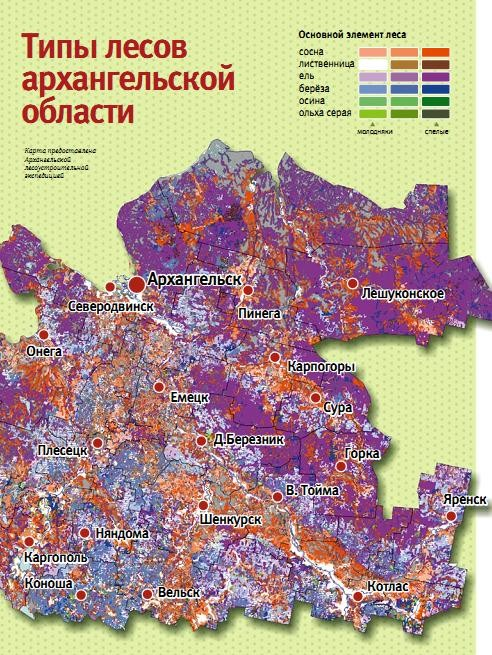 Типы лесов
архангельской
области
Карта предоставлена
Архангельской
лесоустроительной
экспедицией
Основной элемент леса
сосна
лиственница
ель
берёза
осина
ольха серая
молодняки
спелые
Архангельск
Северодвинск
Пинега
Лешуконское
Онега
Карпогоры
Емецк
Сура
Плесецк
Д.Березник
Горка
В. Тойма
Яренск
Шенкурск
Няндома
Каргополь
Коноша
Вельск
Котлас